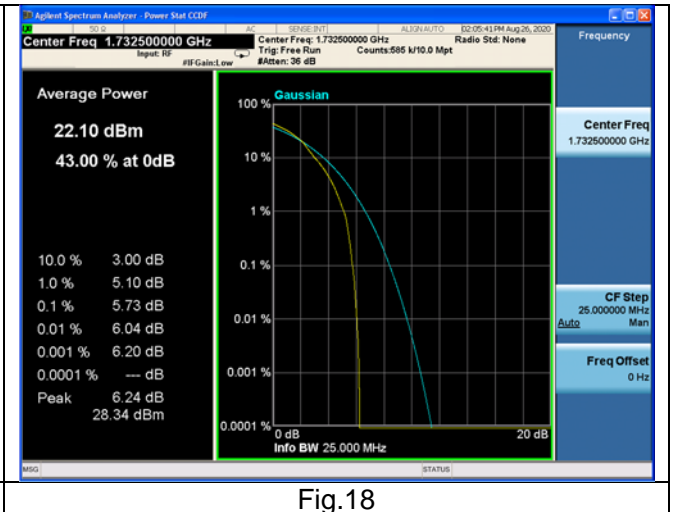 Agilent Spectrum Analyzer - Power Stat CCDF
50 Ω AC SENSE:INT ALIGNAUTO 02:05:41PM Aug26, 2020
Center Freq 1.732500000 GHz
Input: RF
#IFGain:Low
Center Freq: 1.732500000 GHz
Radio Std: None
Trig: Free Run
Counts:585 k/10.0 Mpt
#Atten: 36 dB
Frequency
Average Power
22.10 dBm
43.00 % at 0dB
10.0 % 3.00 dB
1.0 % 5.10 dB
0.1 % 5.73 dB
0.01 % 6.04 dB
0.001 % 6.20 dB
0.0001 % --- dB
Peak 6.24 dB
28.34 dBm
Gaussian
100 %
10 %
1 %
0.1 %
0.01 %
0.001 %
0.0001 %
0 dB
20 dB
Info BW 25.000 MHz
Center Freq
1.732500000 GHz
CF Step
25.000000 MHz
Auto Man
Freq Offset
0 Hz
MSG
STATUS
Fig.18